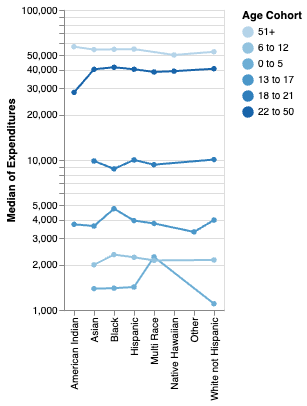 Age Cohort
51+
6 to 12
0 to 5
13 to 17
18 to 21
22 to 50
Median of Expenditures
100,000
50,000
40,000
30,000
20,000
10,000
5,000
4,000
3,000
2,000
1,000
American Indian
Asian
Black
Hispanic
Multi Race
Native Hawaiian
Other
White not Hispanic